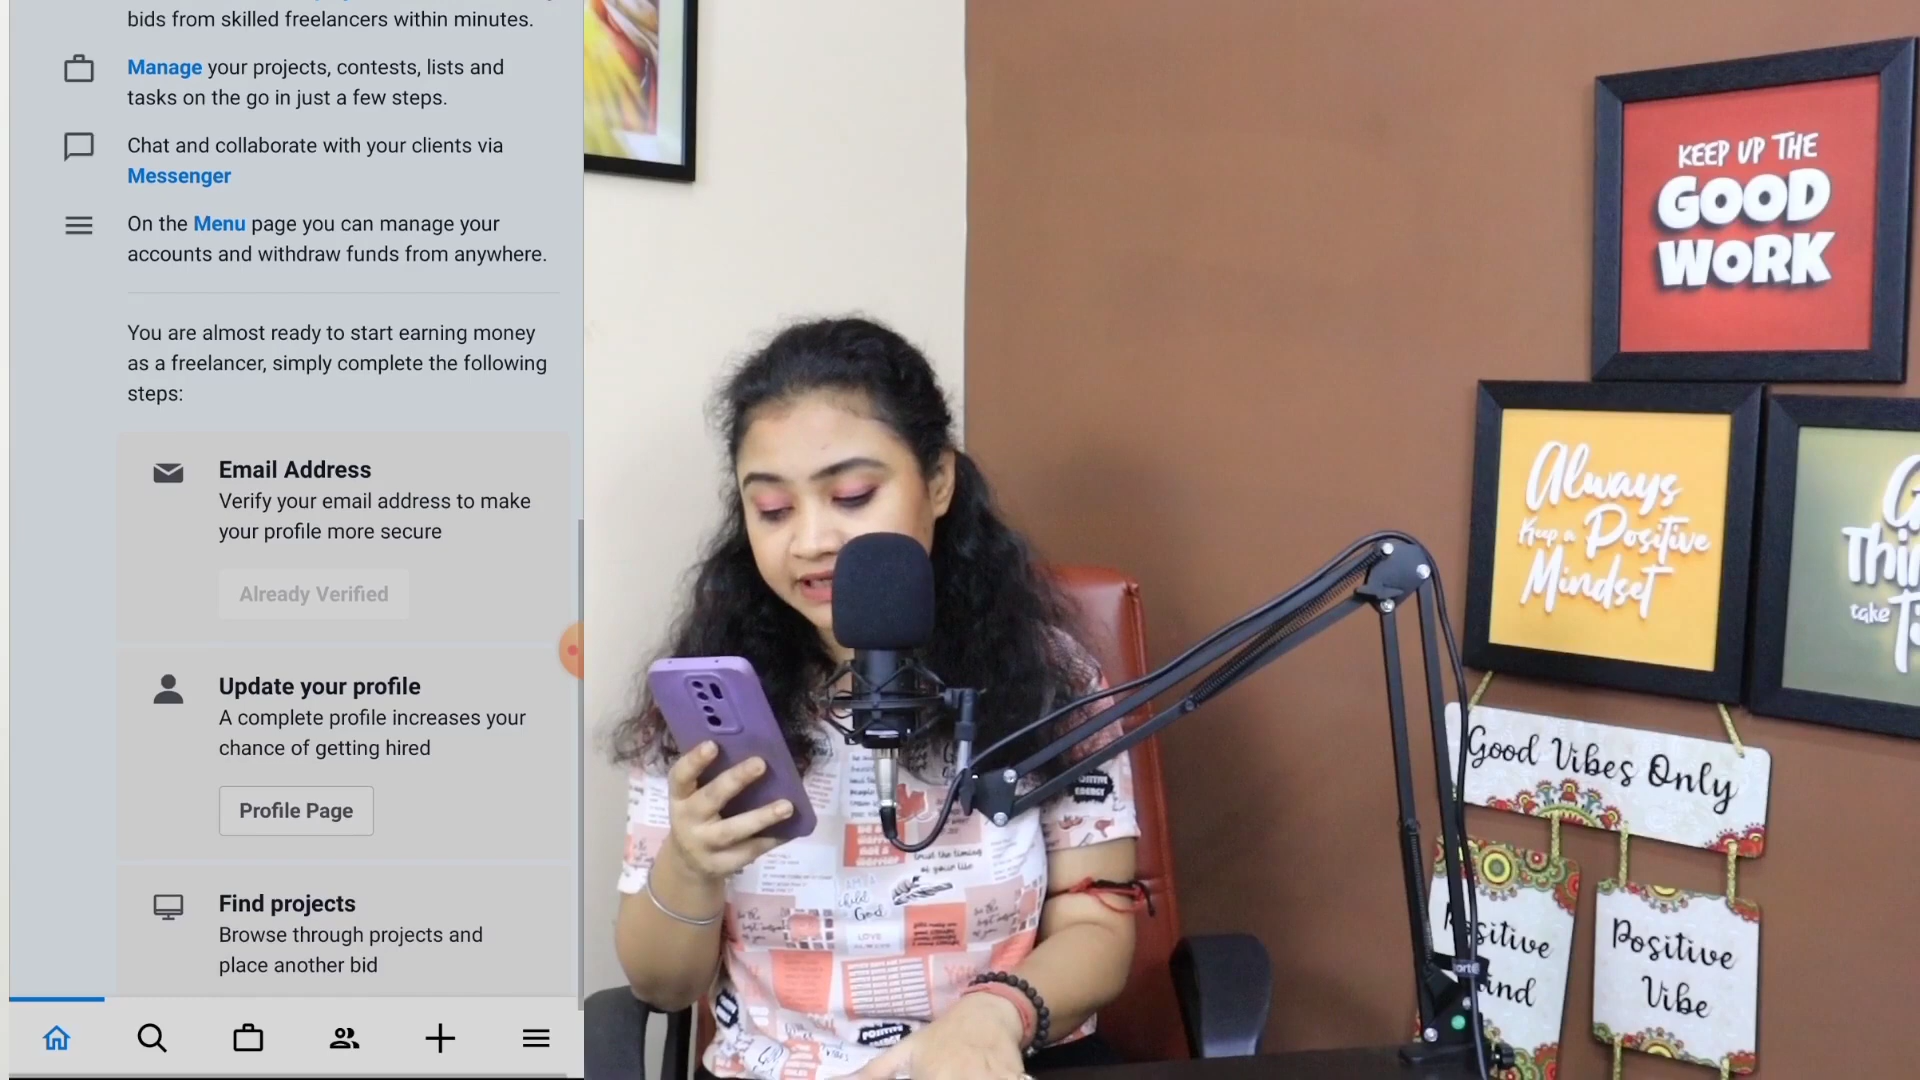 bids from skilled freelancers within minutes.
Manage your projects, contests, lists and
tasks on the go in just a few steps.
Chat and collaborate with your clients via
Messenger
On the Menu page you can manage your
accounts and withdraw funds from anywhere.
You are almost ready to start earning money
as a freelancer, simply complete the following
steps:
Email Address
Verify your email address to make
your profile more secure
Already Verified
Update your profile
A complete profile increases your
chance of getting hired
Profile Page
Find projects
Browse through projects and
place another bid
KEEP UP THE
GOOD
WORK
Always
Keep a Positive
Mindset
take
Good Vibes Only
Positive
Vibe